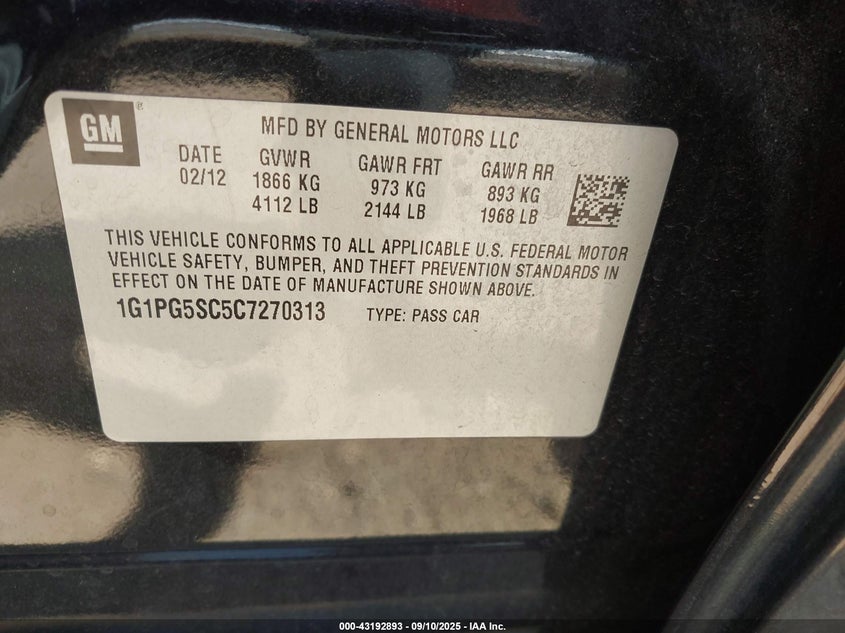 GM ®
MFD BY GENERAL MOTORS LLC
DATE GVWR GAWR FRT GAWR RR
02/12 1866 KG 973 KG 893 KG
4112 LB 2144 LB 1968 LB
THIS VEHICLE CONFORMS TO ALL APPLICABLE U.S. FEDERAL MOTOR
VEHICLE SAFETY, BUMPER, AND THEFT PREVENTION STANDARDS IN
EFFECT ON THE DATE OF MANUFACTURE SHOWN ABOVE.
1G1PG5SC5C7270313 TYPE: PASS CAR
000-43192893 - 09/10/2025 - IAA Inc.